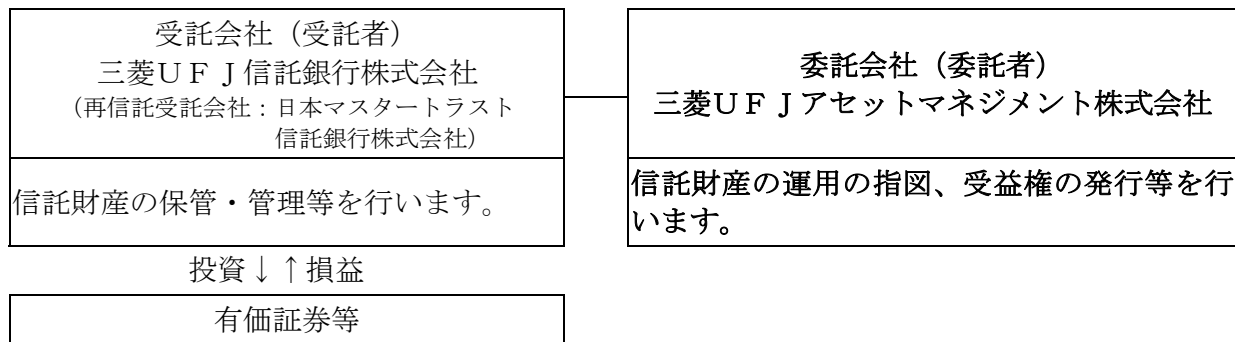 受託会社（受託者）
三菱ＵＦＪ信託銀行株式会社
（再信託受託会社：日本マスタートラスト
信託銀行株式会社）
信託財産の保管・管理等を行います。
委託会社（委託者）
三菱ＵＦＪアセットマネジメント株式会社
信託財産の運用の指図、受益権の発行等を行
います。
投資↓↑損益
有価証券等